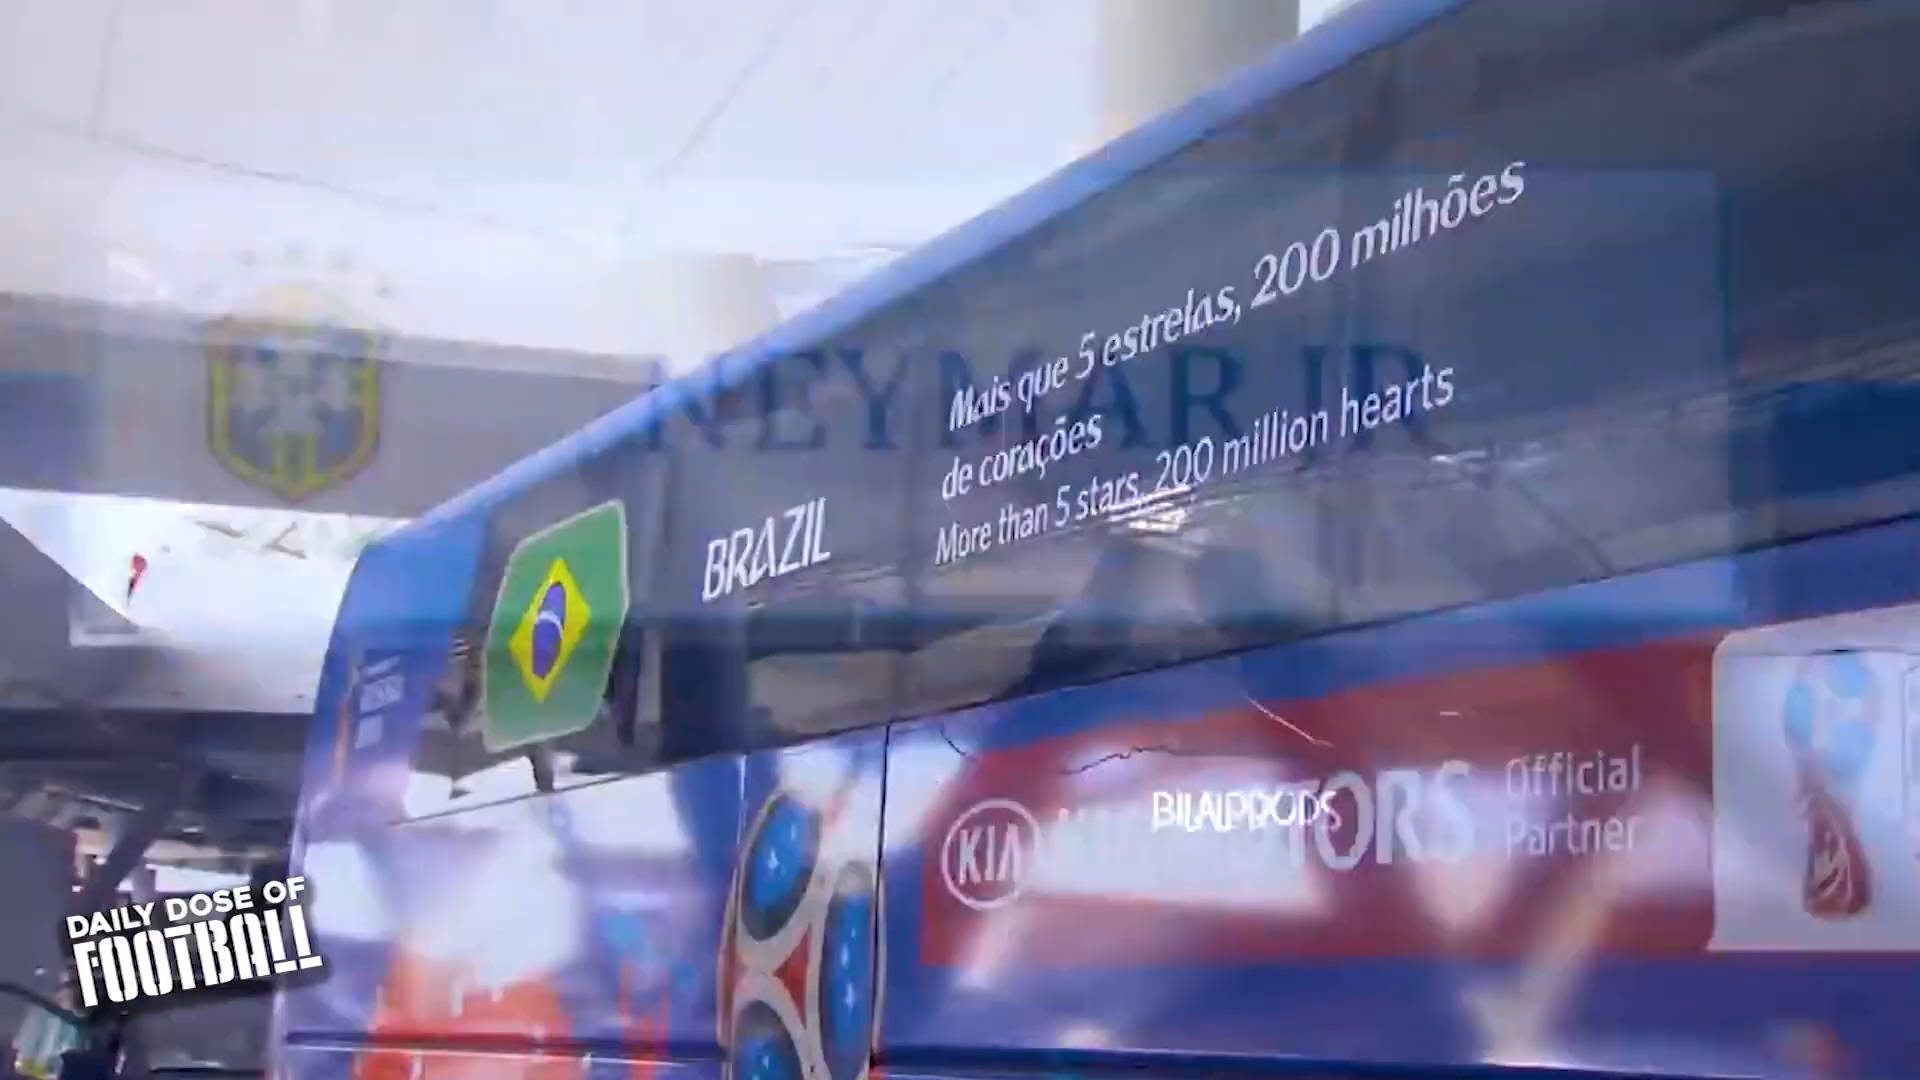 NEYMAR JR
Mais que 5 estrelas, 200 milhões
de corações
More than 5 stars, 200 million hearts
BRAZIL
BILALPRODS
KIA
Official
Partner
DAILY DOSE OF
FOOTBALL